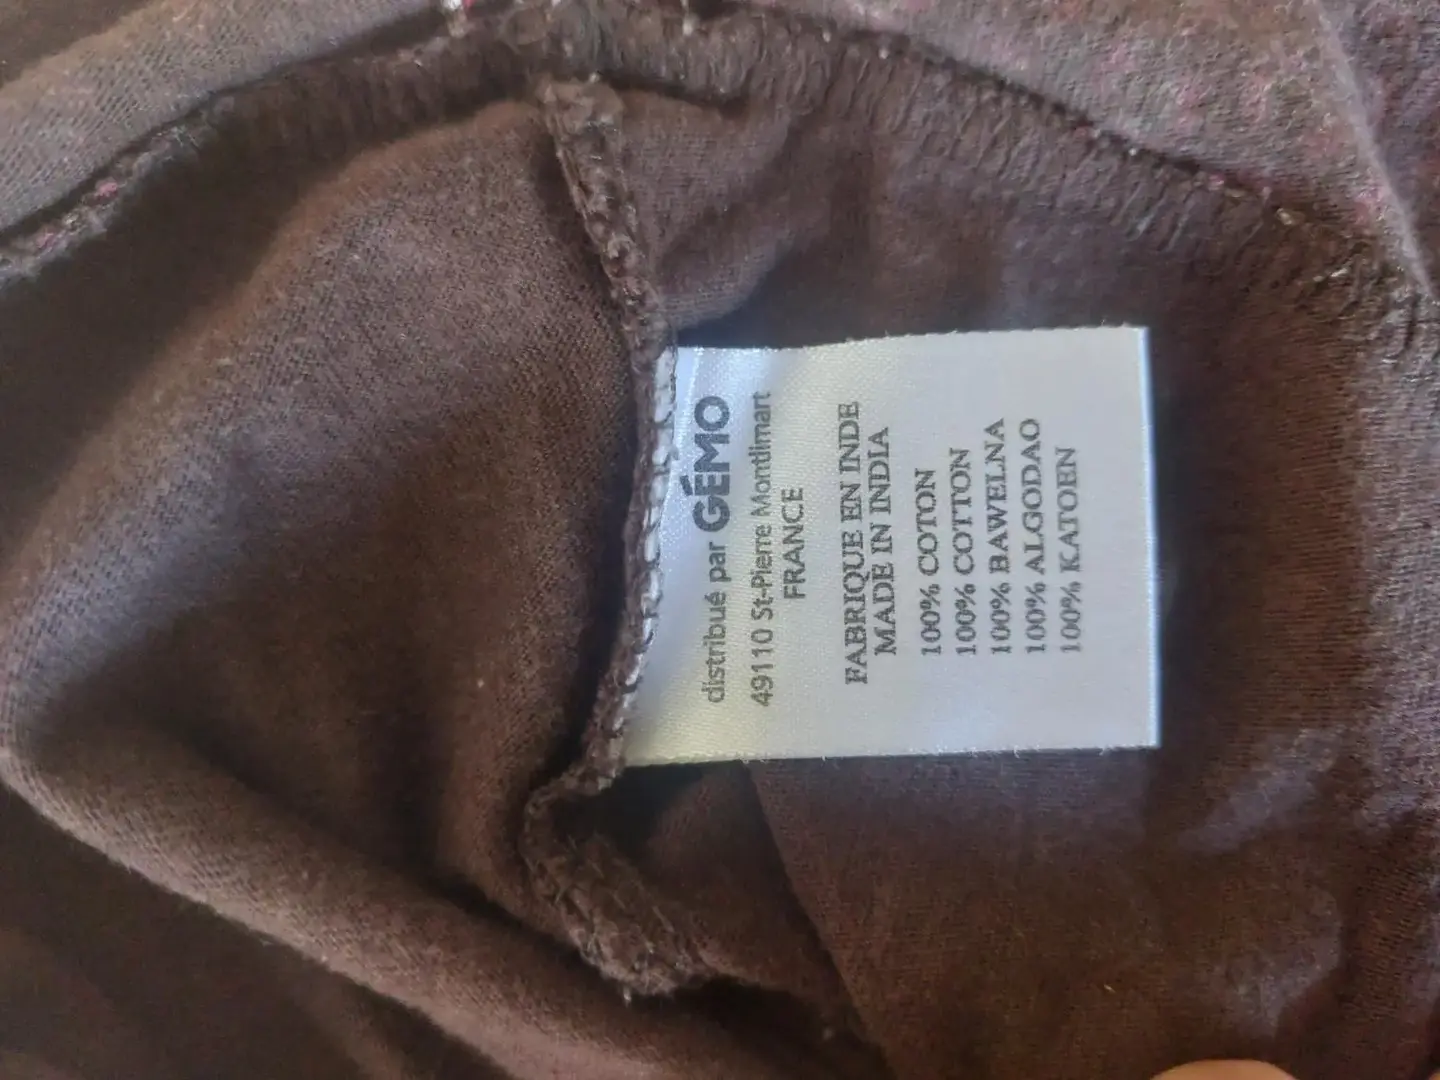 distribué par GÉMO
49110 St-Pierre Montlimart
FRANCE
FABRIQUE EN INDE
MADE IN INDIA
100% COTON
100% COTTON
100% BAWELNA
100% ALGODAO
100% KATOEN